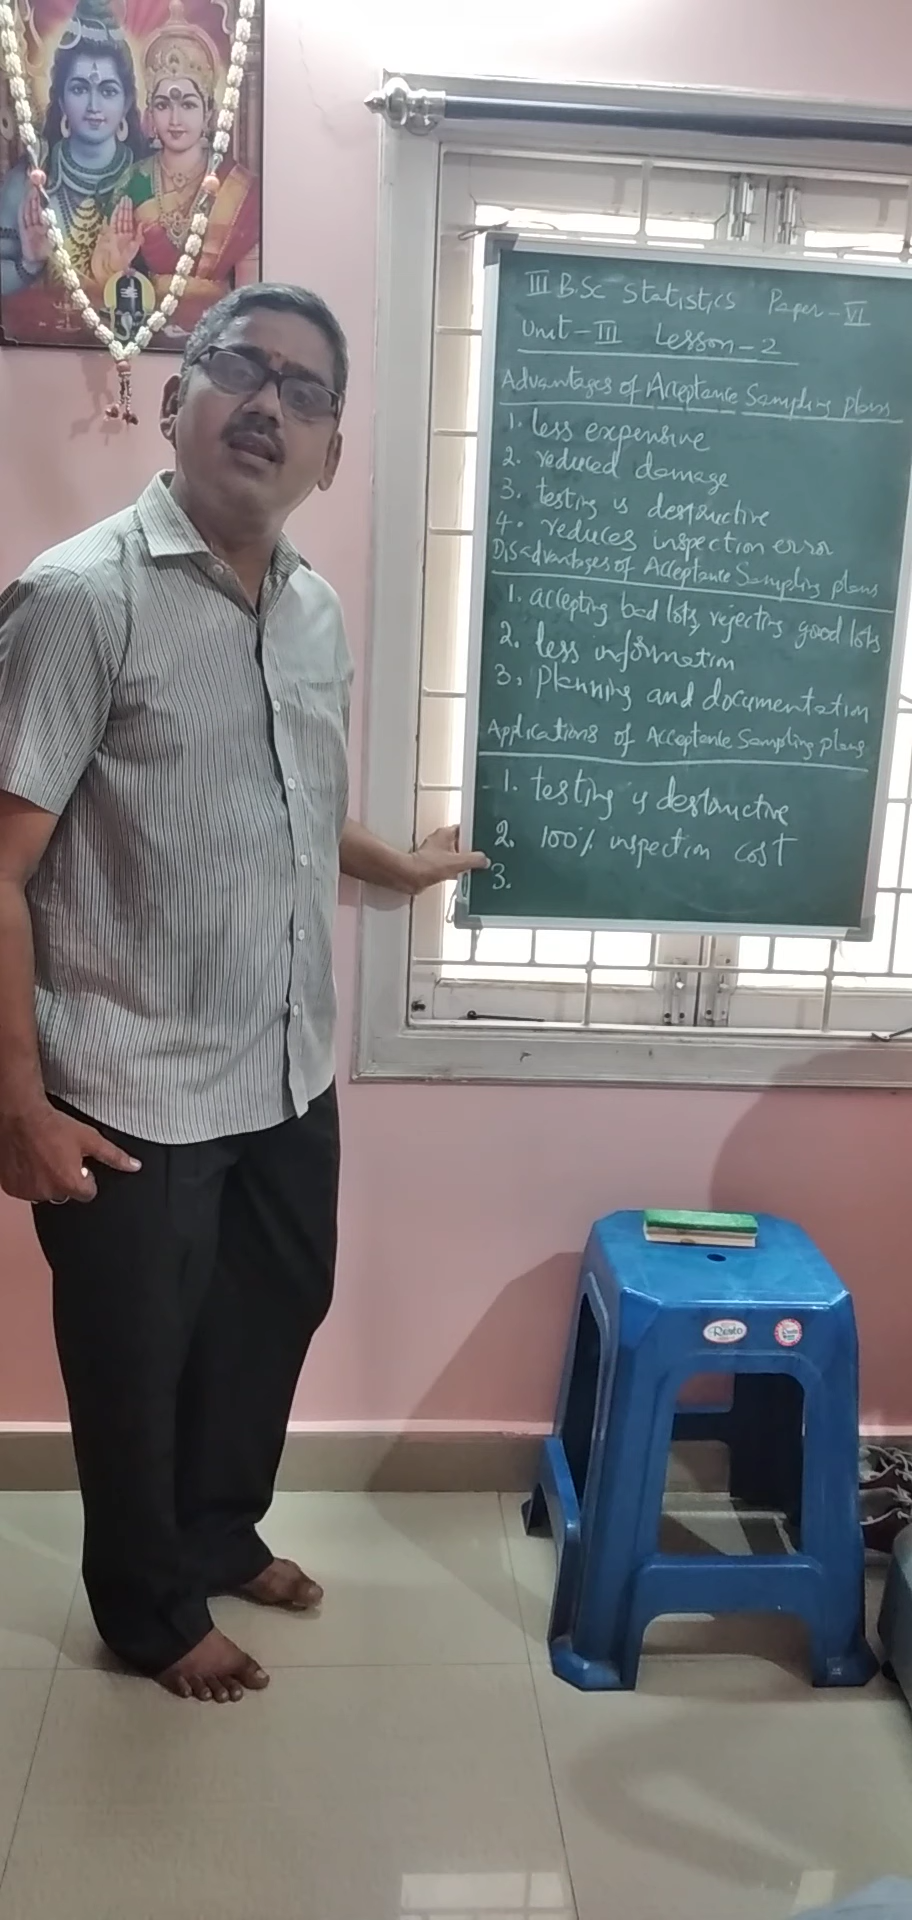 III B.Sc Statistics Paper-VI
Unit-III Lesson-2
Advantages of Acceptance Sampling plans
1. less expensive
2. reduced damage
3. testing is destructive
4. reduces inspection error
Disadvantages of Acceptance Sampling plans
1. accepting bad lots, rejecting good lots
2. less information
3. Planning and documentation
Applications of Acceptance Sampling plans
1. testing is destructive
2. 100% inspection cost
3.